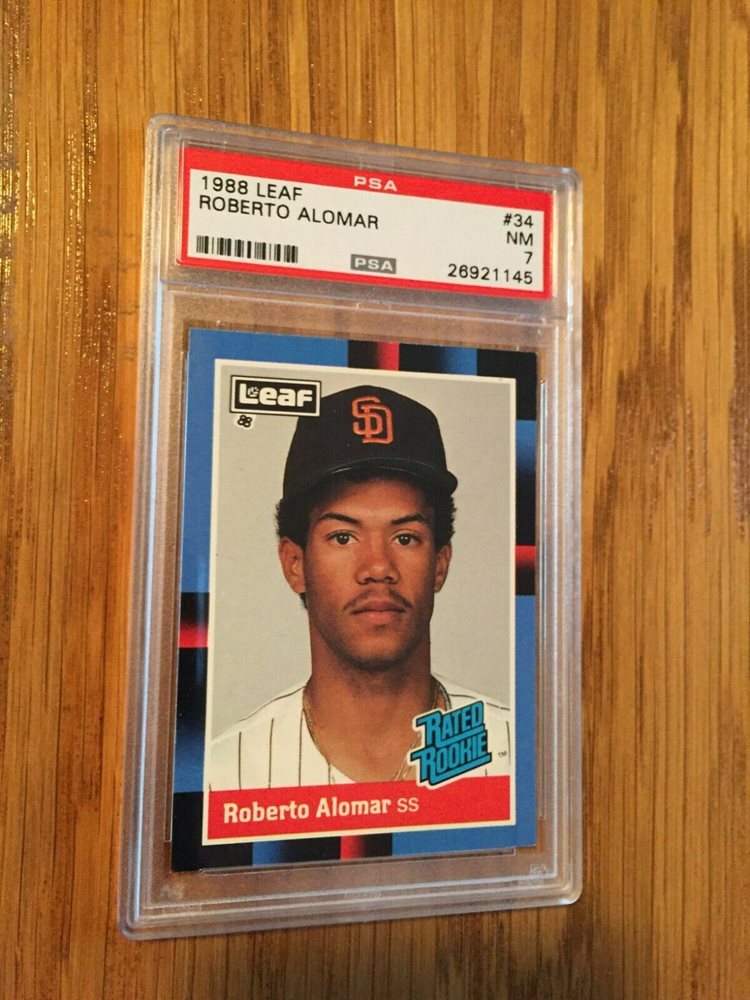 PSA
1988 LEAF #34
ROBERTO ALOMAR NM
7
PSA 26921145
Leaf
88
SD
RATED
ROOKIE ™
Roberto Alomar SS